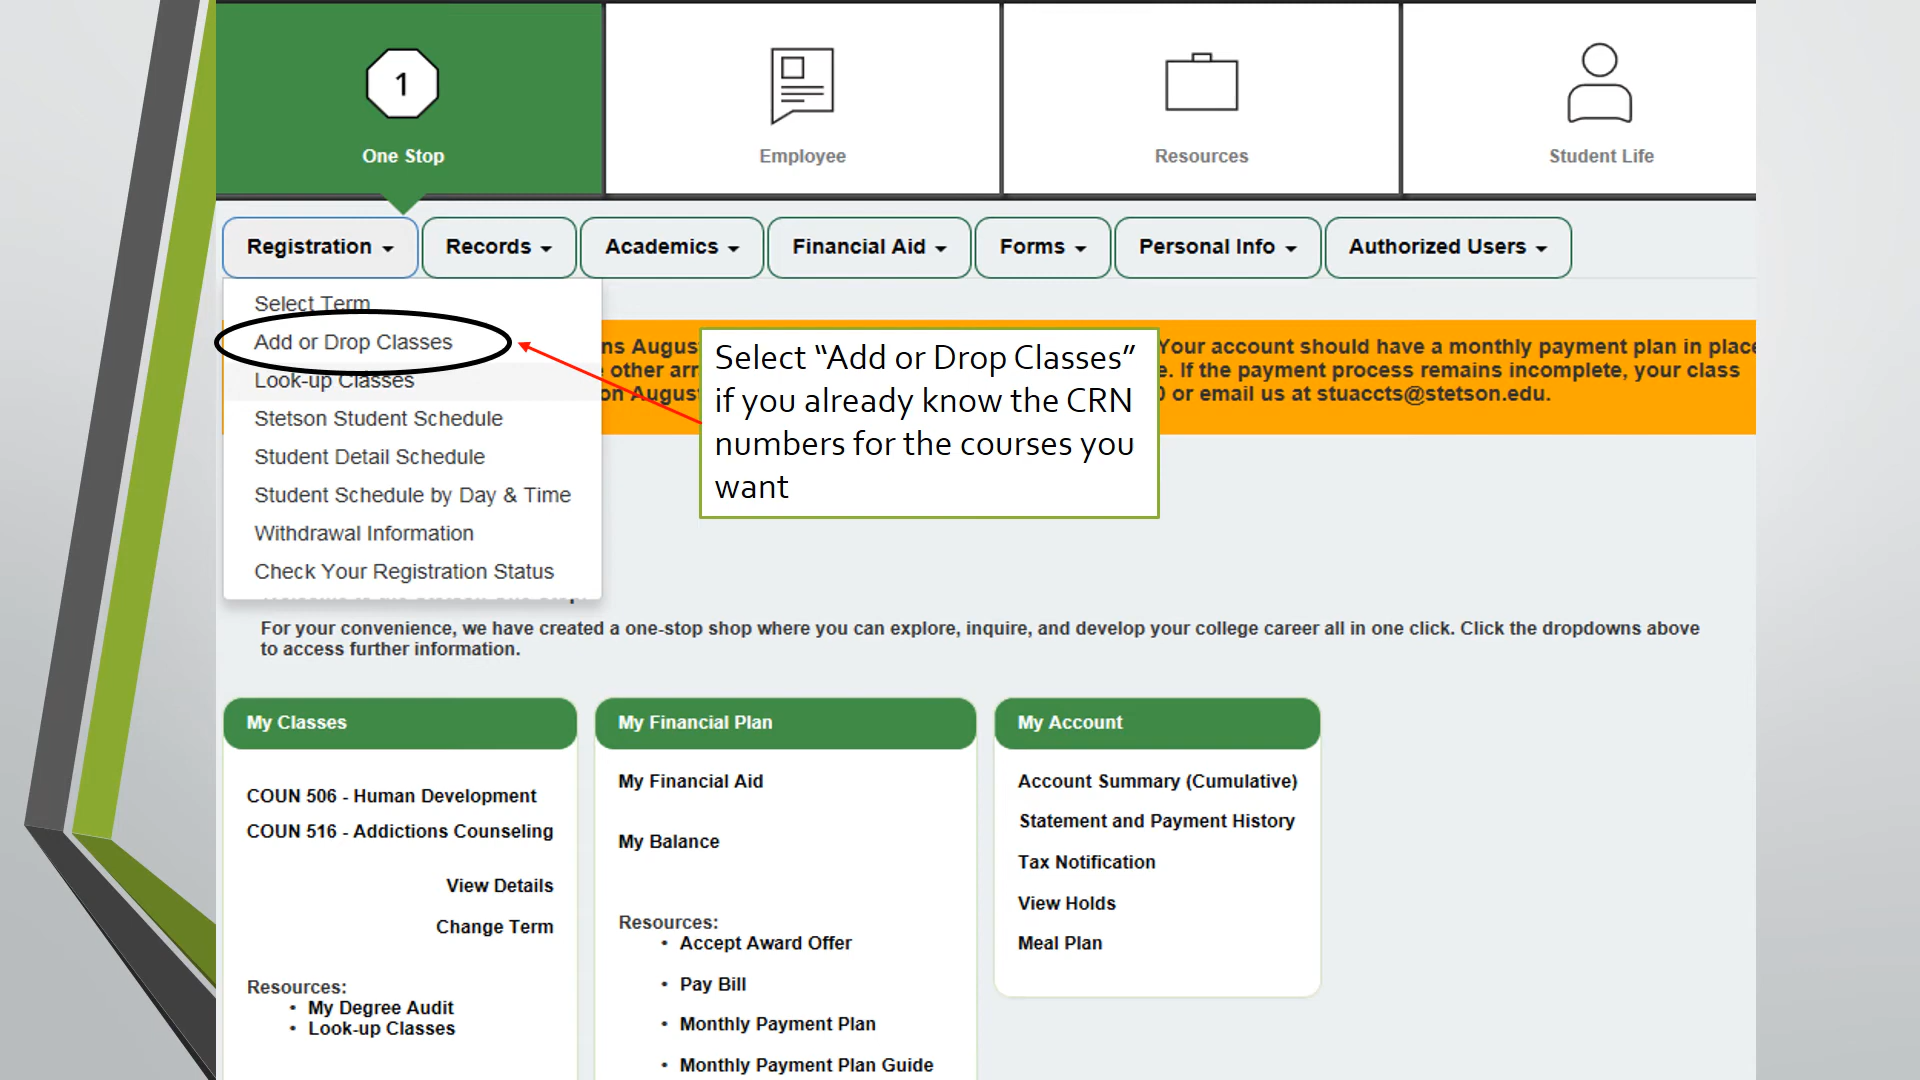 1
One Stop
Employee
Resources
Student Life
Registration
Records
Academics
Financial Aid
Forms
Personal Info
Authorized Users
Select Term
Add or Drop Classes
Look-up Classes
Stetson Student Schedule
Student Detail Schedule
Student Schedule by Day & Time
Withdrawal Information
Check Your Registration Status
ns Augus
Your account should have a monthly payment plan in place
other arr
e. If the payment process remains incomplete, your class
on Augus
or email us at stuaccts@stetson.edu.
Select “Add or Drop Classes”
if you already know the CRN
numbers for the courses you
want
For your convenience, we have created a one-stop shop where you can explore, inquire, and develop your college career all in one click. Click the dropdowns above
to access further information.
My Classes
COUN 506 - Human Development
COUN 516 - Addictions Counseling
View Details
Change Term
Resources:
• My Degree Audit
• Look-up Classes
My Financial Plan
My Financial Aid
My Balance
Resources:
• Accept Award Offer
• Pay Bill
• Monthly Payment Plan
• Monthly Payment Plan Guide
My Account
Account Summary (Cumulative)
Statement and Payment History
Tax Notification
View Holds
Meal Plan